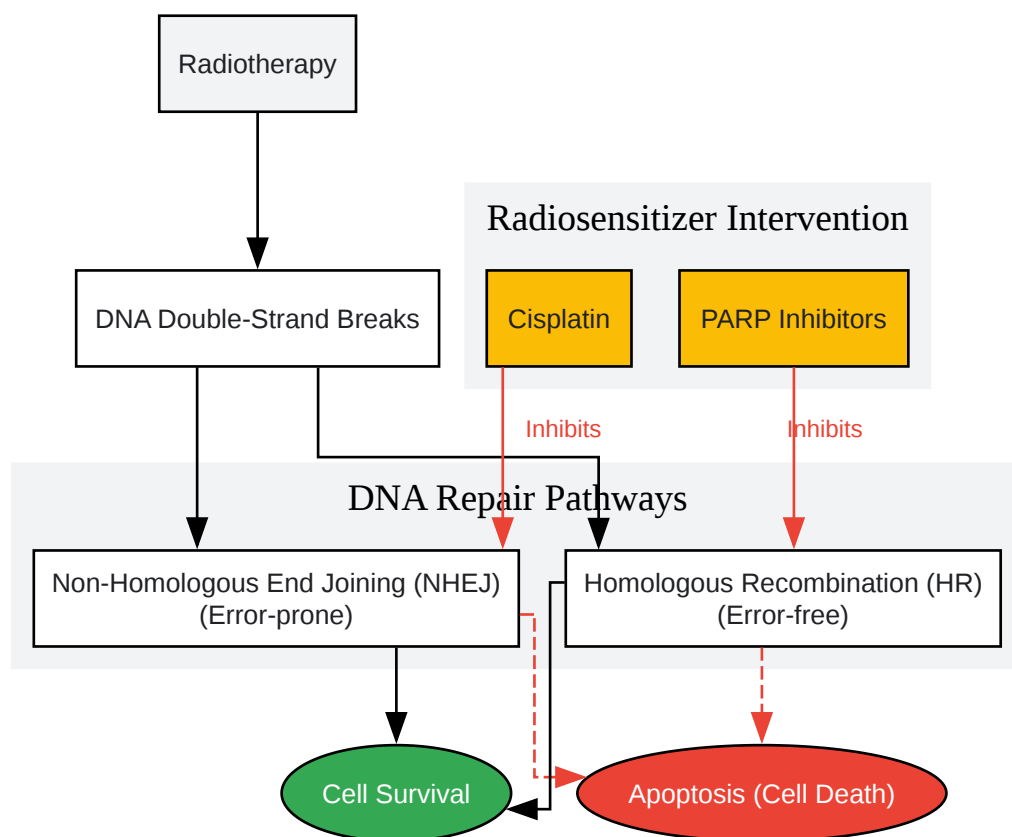 Radiotherapy
Radiosensitizer Intervention
DNA Double-Strand Breaks
Cisplatin
PARP Inhibitors
Inhibits
Inhibits
DNA Repair Pathways
Non-Homologous End Joining (NHEJ)
(Error-prone)
Homologous Recombination (HR)
(Error-free)
Cell Survival
Apoptosis (Cell Death)